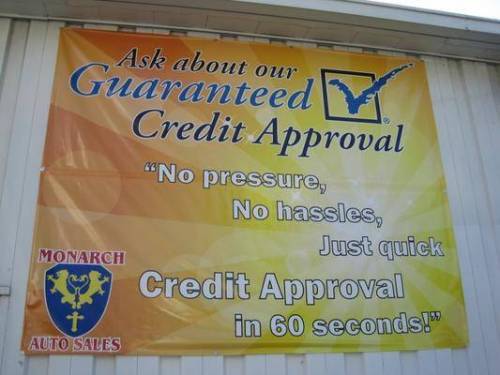 Ask about our
Guaranteed
Credit Approval
®
"No pressure,
No hassles,
Just quick
Credit Approval
in 60 seconds!"
MONARCH
AUTO SALES